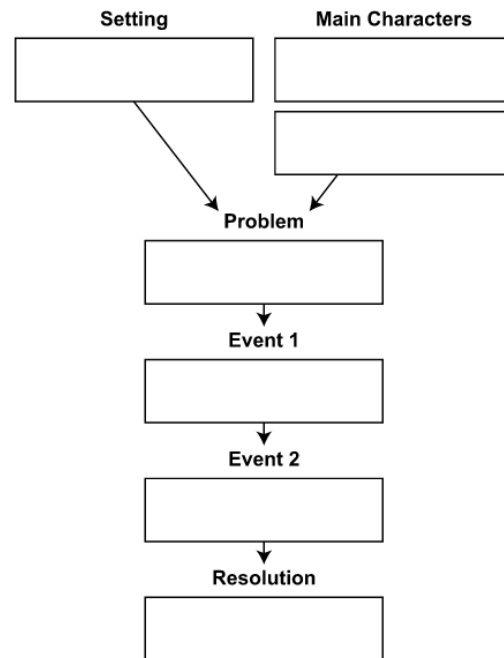 Setting
Main Characters
Problem
Event 1
Event 2
Resolution